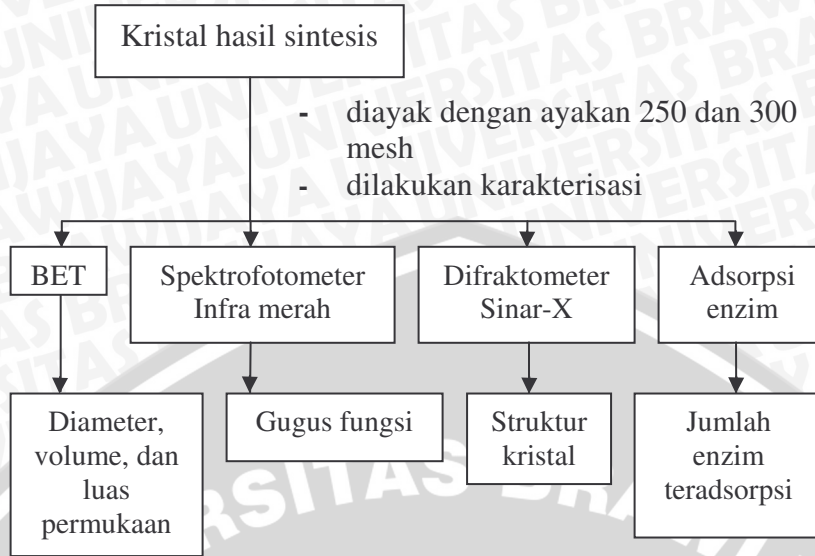 Kristal hasil sintesis
- diayak dengan ayakan 250 dan 300
mesh
- dilakukan karakterisasi
BET
Spektrofotometer
Infra merah
Difraktometer
Sinar-X
Adsorpsi
enzim
Diameter,
volume, dan
luas
permukaan
Gugus fungsi
Struktur
kristal
Jumlah
enzim
teradsorpsi